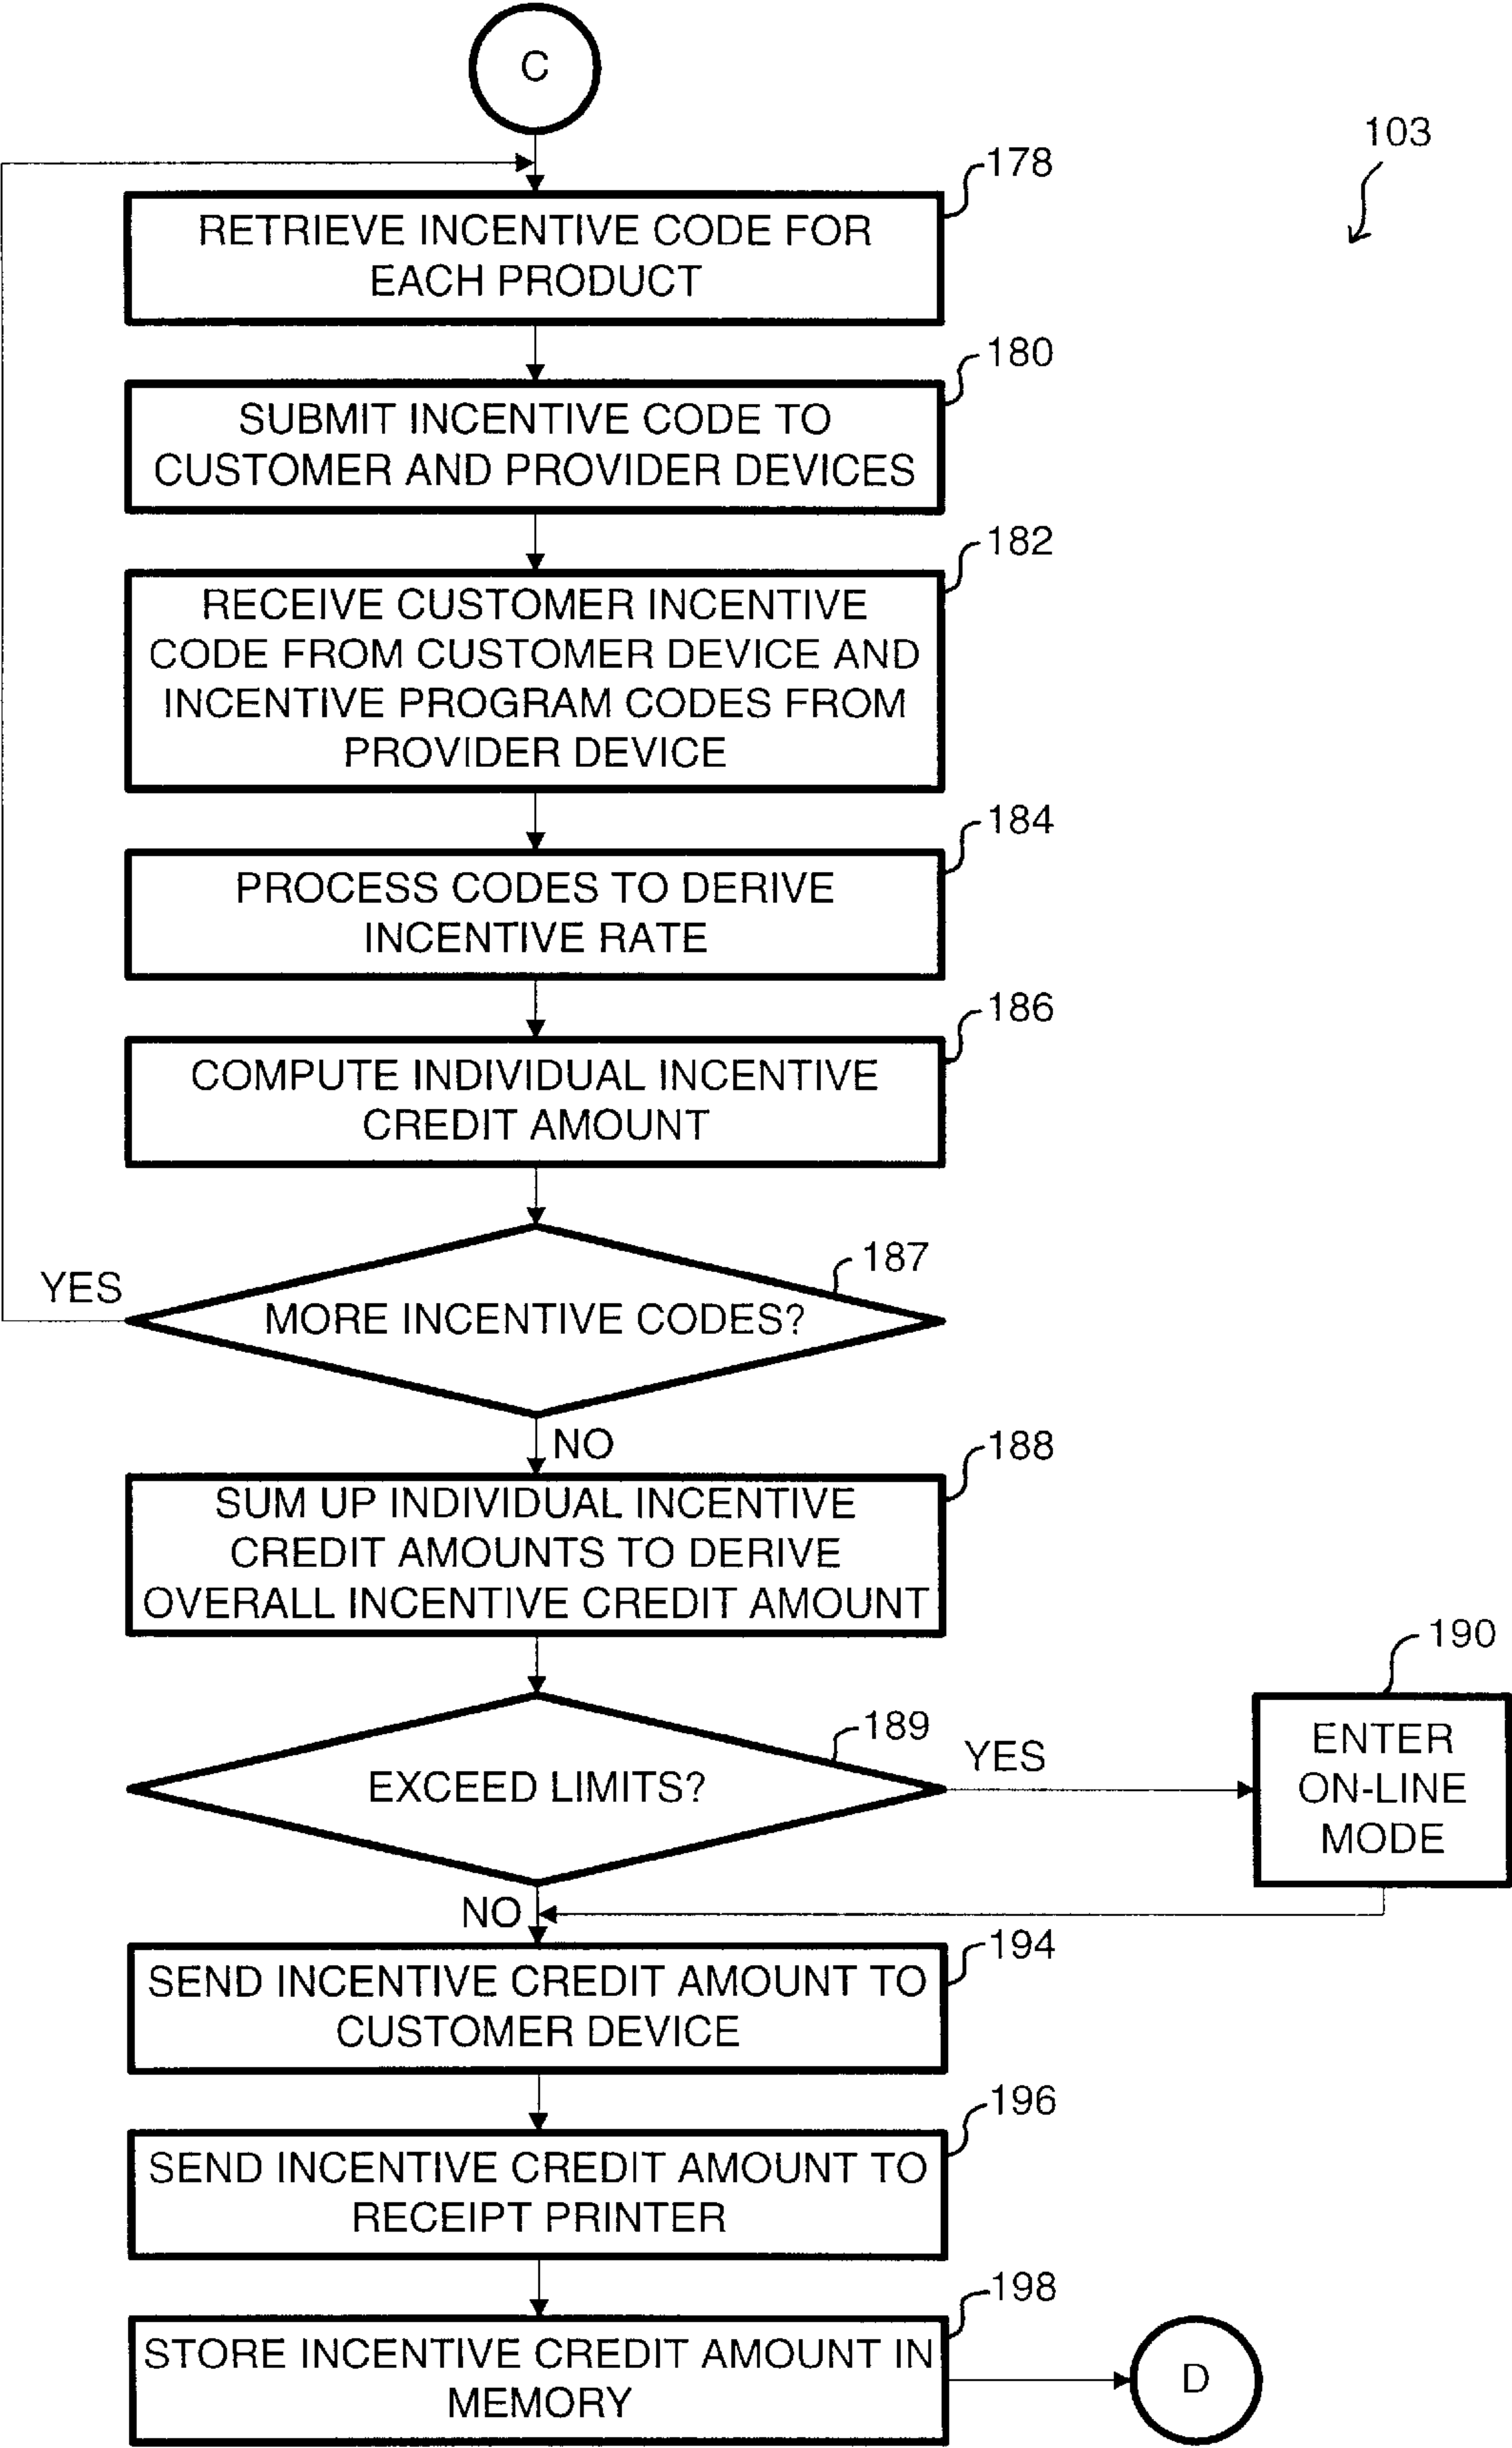 C
103
178
RETRIEVE INCENTIVE CODE FOR
EACH PRODUCT
180
SUBMIT INCENTIVE CODE TO
CUSTOMER AND PROVIDER DEVICES
182
RECEIVE CUSTOMER INCENTIVE
CODE FROM CUSTOMER DEVICE AND
INCENTIVE PROGRAM CODES FROM
PROVIDER DEVICE
184
PROCESS CODES TO DERIVE
INCENTIVE RATE
186
COMPUTE INDIVIDUAL INCENTIVE
CREDIT AMOUNT
187
YES
MORE INCENTIVE CODES?
NO
188
SUM UP INDIVIDUAL INCENTIVE
CREDIT AMOUNTS TO DERIVE
OVERALL INCENTIVE CREDIT AMOUNT
190
189
YES
EXCEED LIMITS?
ENTER
ON-LINE
MODE
NO
194
SEND INCENTIVE CREDIT AMOUNT TO
CUSTOMER DEVICE
196
SEND INCENTIVE CREDIT AMOUNT TO
RECEIPT PRINTER
198
STORE INCENTIVE CREDIT AMOUNT IN
MEMORY
D